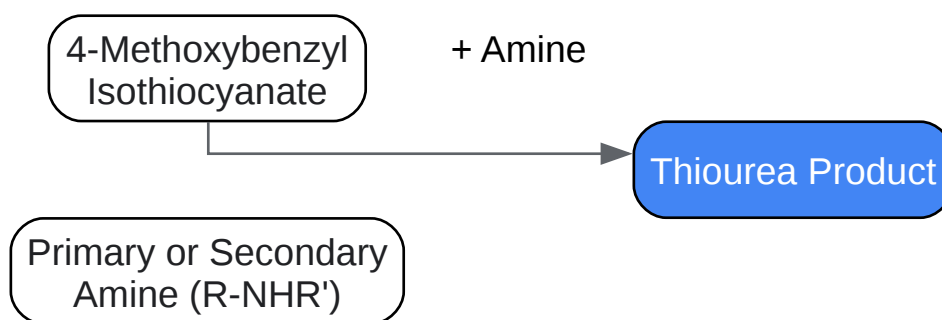 4-Methoxybenzyl
Isothiocyanate
+ Amine
Thiourea Product
Primary or Secondary
Amine (R-NHR')